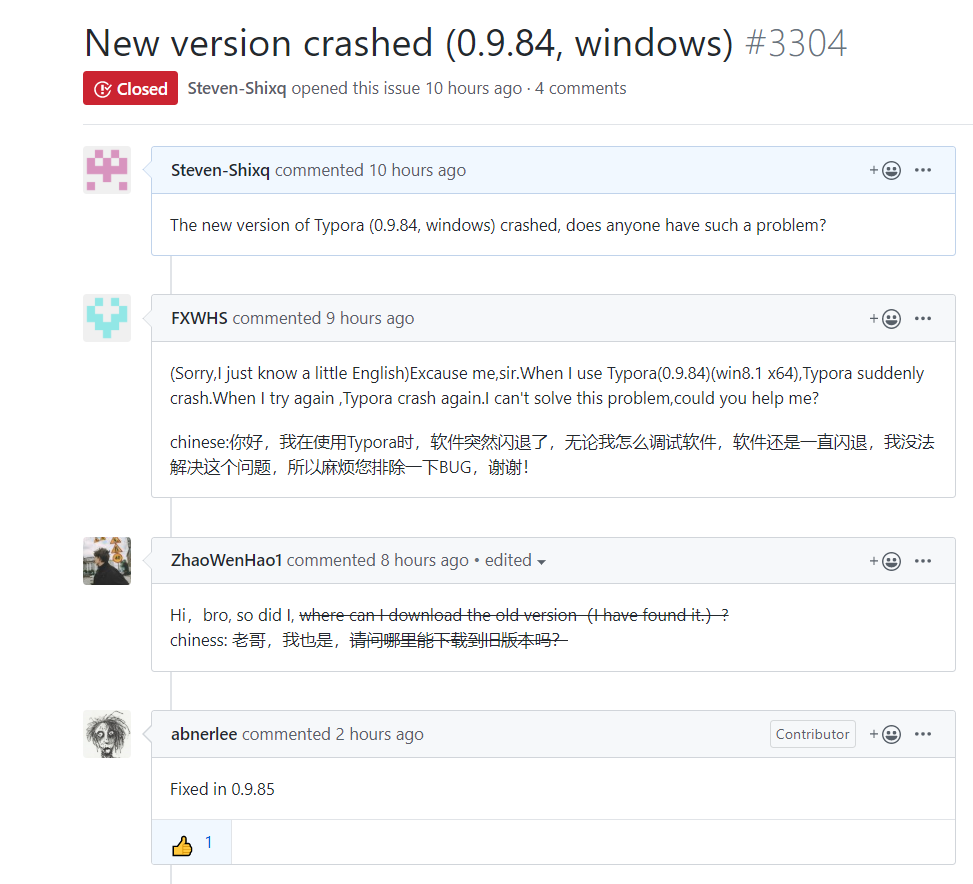 New version crashed (0.9.84, windows) #3304
Closed Steven-Shixq opened this issue 10 hours ago · 4 comments
Steven-Shixq commented 10 hours ago
The new version of Typora (0.9.84, windows) crashed, does anyone have such a problem?
FXWHS commented 9 hours ago
(Sorry,I just know a little English)Excause me,sir.When I use Typora(0.9.84)(win8.1 x64),Typora suddenly
crash.When I try again ,Typora crash again.I can't solve this problem,could you help me?
chinese:你好，我在使用Typora时，软件突然闪退了，无论我怎么调试软件，软件还是一直闪退，我没法
解决这个问题，所以麻烦您排除一下BUG，谢谢！
ZhaoWenHao1 commented 8 hours ago • edited
Hi，bro, so did I, where can I download the old version（I have found it.）?
chiness: 老哥，我也是，请问哪里能下载到旧版本吗？
abnerlee commented 2 hours ago Contributor
Fixed in 0.9.85
1